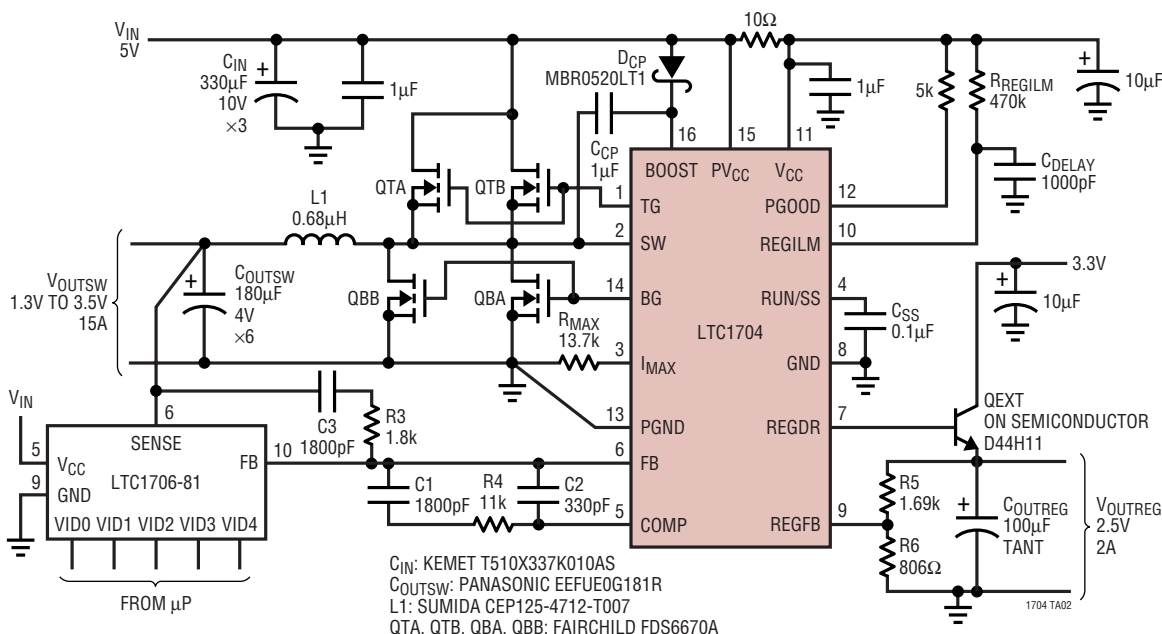 VIN
5V
CIN
330µF
10V
×3
+
1µF
DCP
MBR0520LT1
10Ω
1µF
5k
RREGILM
470k
+
10µF
CCP
1µF
CDELAY
1000pF
QTA
QTB
16
15
11
BOOST
PVCC
VCC
1
TG
2
SW
14
BG
3
IMAX
13
PGND
6
FB
5
COMP
LTC1704
PGOOD
12
REGILM
10
RUN/SS
4
GND
8
REGDR
7
REGFB
9
L1
0.68µH
VOUTSW
1.3V TO 3.5V
15A
+
COUTSW
180µF
4V
×6
QBB
QBA
RMAX
13.7k
CSS
0.1µF
3.3V
+
10µF
QEXT
ON SEMICONDUCTOR
D44H11
R5
1.69k
R6
806Ω
+
COUTREG
100µF
TANT
VOUTREG
2.5V
2A
VIN
6
SENSE
5
VCC
9
GND
LTC1706-81
FB
10
VID0 VID1 VID2 VID3 VID4
FROM µP
C3
1800pF
R3
1.8k
C1
1800pF
R4
11k
C2
330pF
CIN: KEMET T510X337K010AS
COUTSW: PANASONIC EEFUE0G181R
L1: SUMIDA CEP125-4712-T007
QTA, QTB, QBA, QBB: FAIRCHILD FDS6670A
1704 TA02